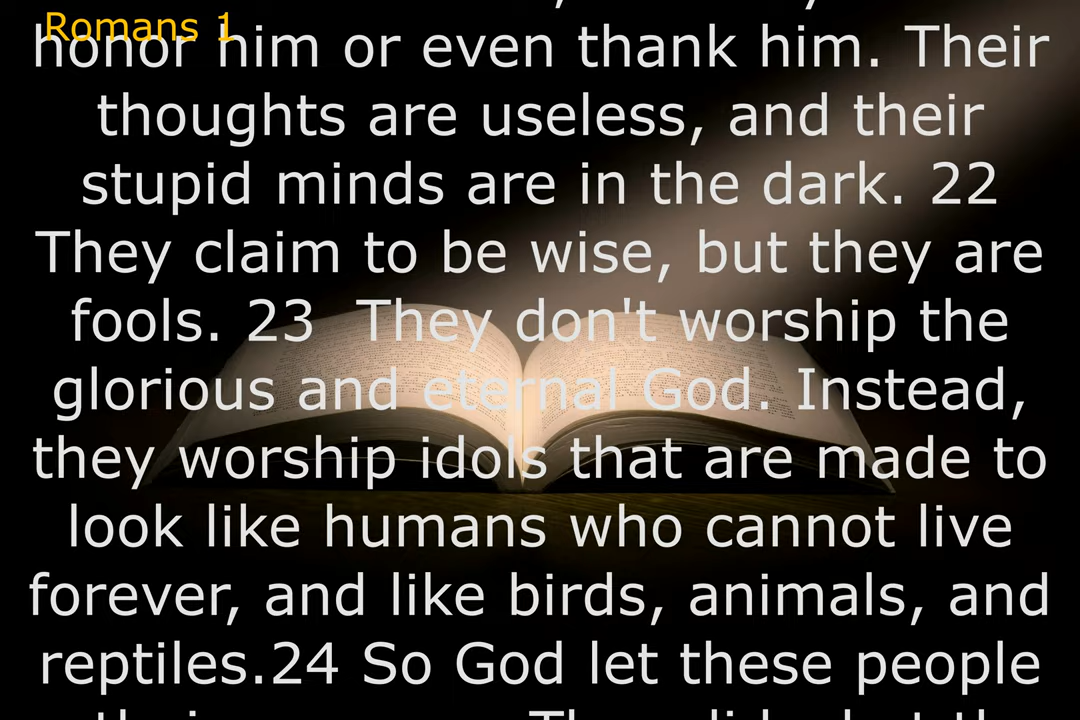 Romans 1
honor him or even thank him. Their
thoughts are useless, and their
stupid minds are in the dark. 22
They claim to be wise, but they are
fools. 23  They don't worship the
glorious and eternal God. Instead,
they worship idols that are made to
look like humans who cannot live
forever, and like birds, animals, and
reptiles.24 So God let these people